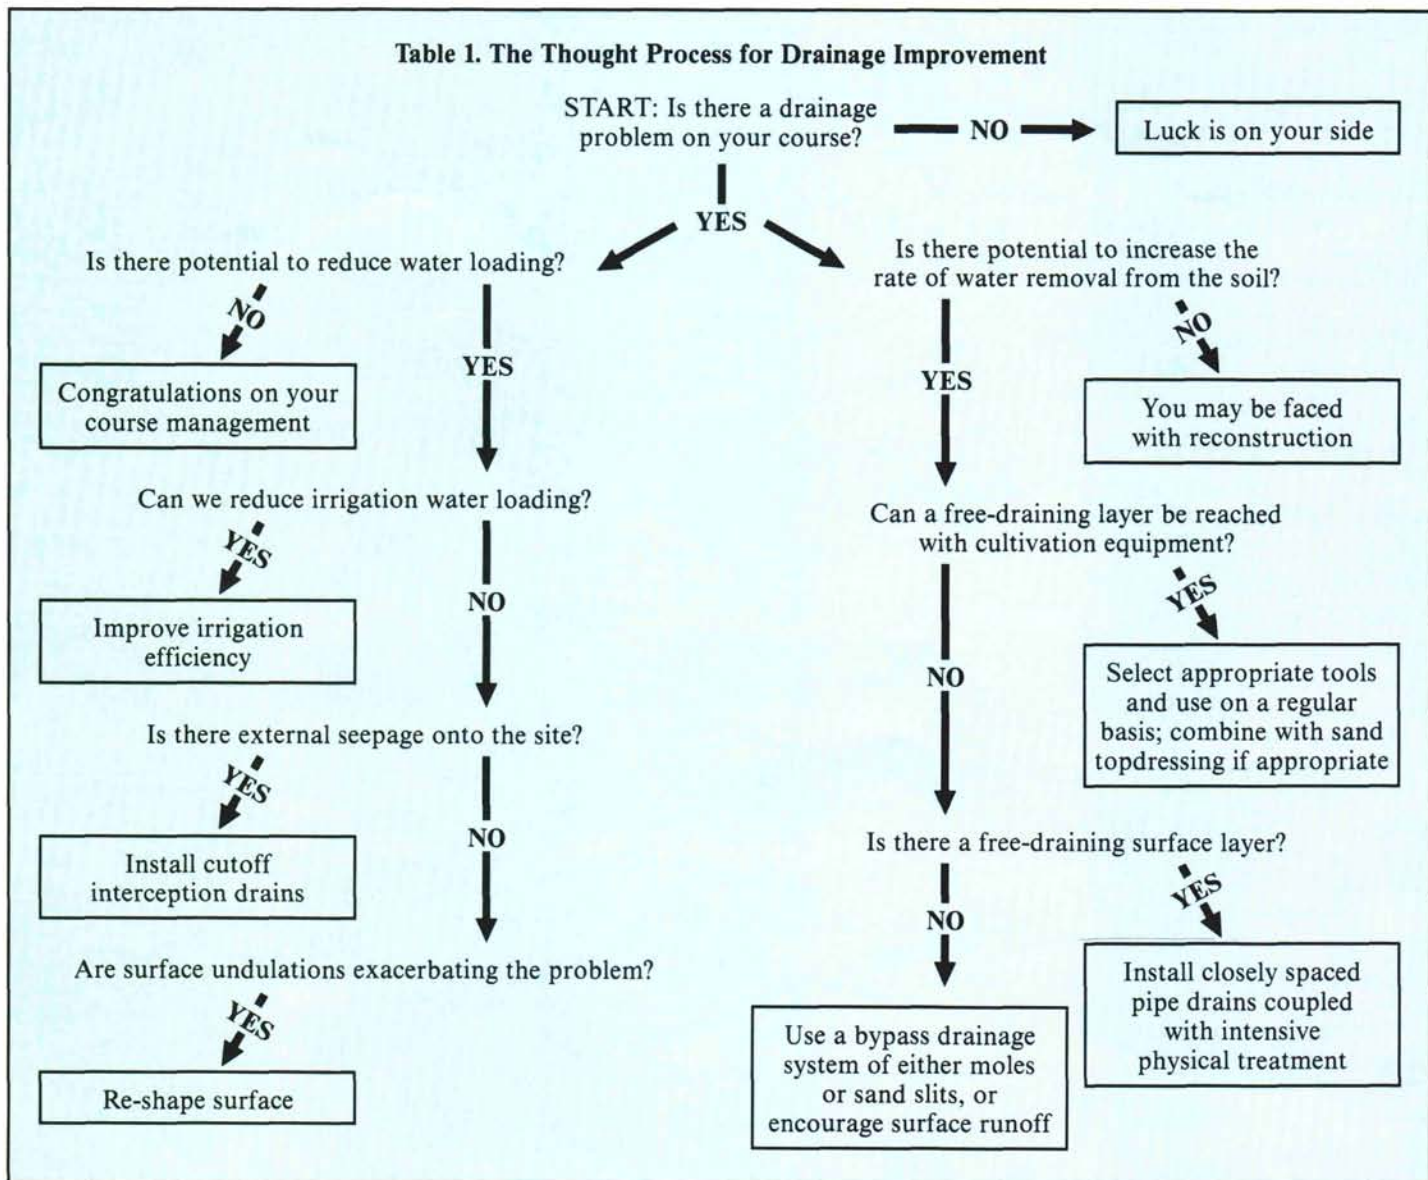 Table 1. The Thought Process for Drainage Improvement
START: Is there a drainage
problem on your course?
NO
Luck is on your side
YES
Is there potential to reduce water loading?
NO
Congratulations on your
course management
YES
Can we reduce irrigation water loading?
YES
Improve irrigation
efficiency
NO
Is there external seepage onto the site?
YES
Install cutoff
interception drains
NO
Are surface undulations exacerbating the problem?
YES
Re-shape surface
Is there potential to increase the
rate of water removal from the soil?
NO
You may be faced
with reconstruction
YES
Can a free-draining layer be reached
with cultivation equipment?
YES
Select appropriate tools
and use on a regular
basis; combine with sand
topdressing if appropriate
NO
Is there a free-draining surface layer?
YES
Install closely spaced
pipe drains coupled
with intensive
physical treatment
NO
Use a bypass drainage
system of either moles
or sand slits, or
encourage surface runoff